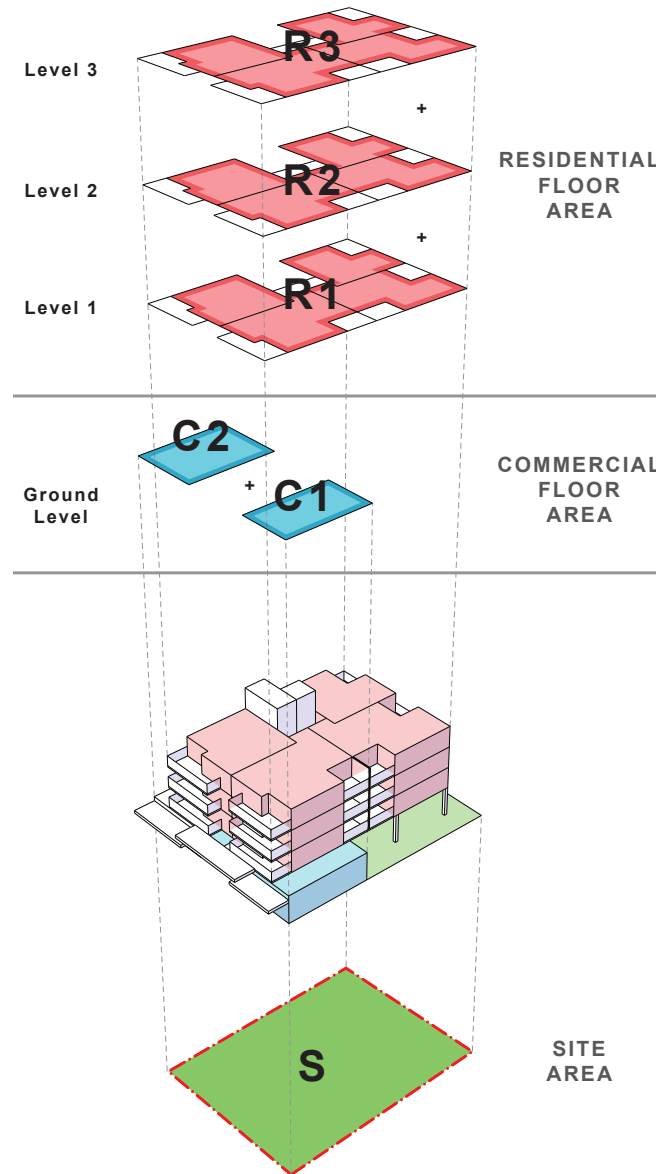 R3
Level 3
+
RESIDENTIAL
FLOOR
AREA
R2
Level 2
+
R1
Level 1
C2
COMMERCIAL
FLOOR
AREA
+
C1
Ground
Level
S
SITE
AREA